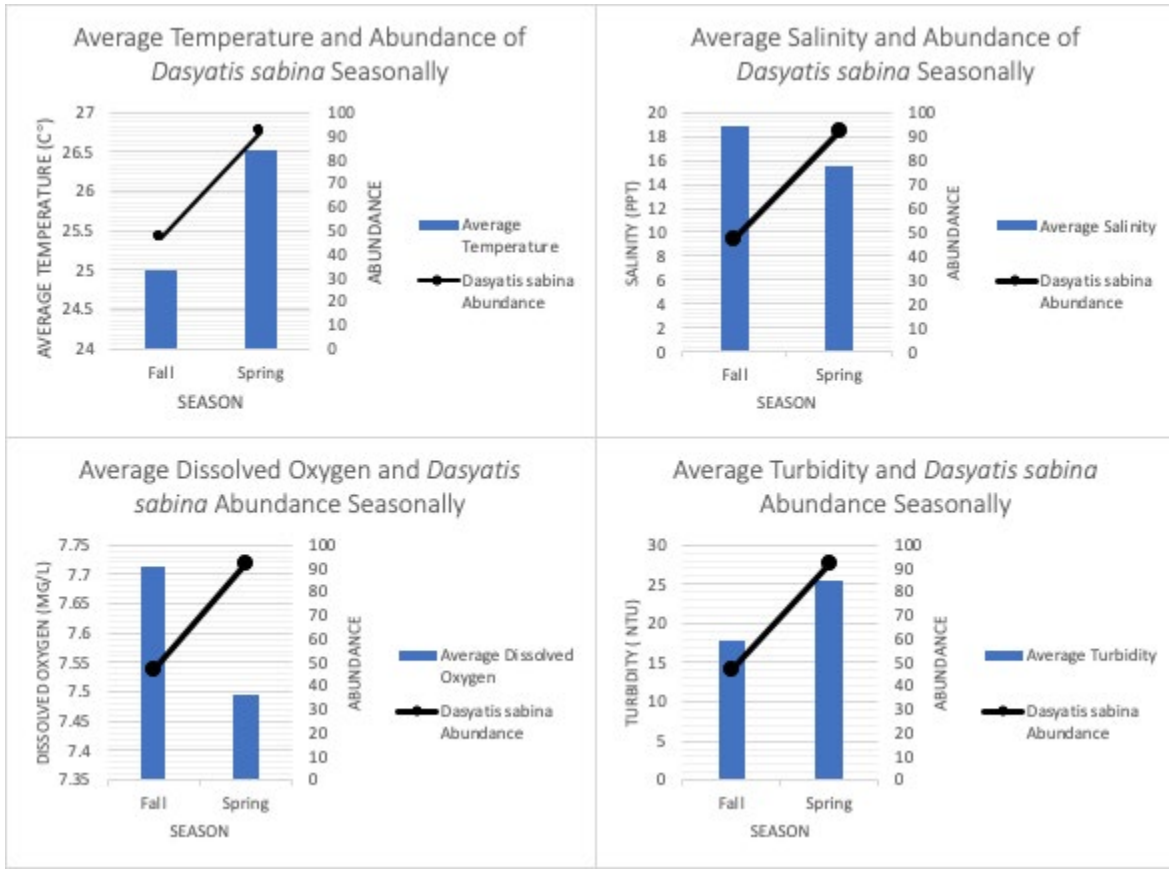 Average Temperature and Abundance of
Dasyatis sabina Seasonally
27
26.5
26
25.5
25
24.5
24
AVERAGE TEMPERATURE (C°)
100
90
80
70
60
50
40
30
20
10
0
ABUNDANCE
Fall
Spring
SEASON
Average
Temperature
Dasyatis sabina
Abundance
Average Salinity and Abundance of
Dasyatis sabina Seasonally
20
18
16
14
12
10
8
6
4
2
0
SALINITY (PPT)
100
90
80
70
60
50
40
30
20
10
0
ABUNDANCE
Fall
Spring
SEASON
Average Salinity
Dasyatis sabina
Abundance
Average Dissolved Oxygen and Dasyatis
sabina Abundance Seasonally
7.75
7.7
7.65
7.6
7.55
7.5
7.45
7.4
7.35
DISSOLVED OXYGEN (MG/L)
100
90
80
70
60
50
40
30
20
10
0
ABUNDANCE
Fall
Spring
SEASON
Average Dissolved
Oxygen
Dasyatis sabina
Abundance
Average Turbidity and Dasyatis sabina
Abundance Seasonally
30
25
20
15
10
5
0
TURBIDITY ( NTU)
100
90
80
70
60
50
40
30
20
10
0
ABUNDANCE
Fall
Spring
SEASON
Average Turbidity
Dasyatis sabina
Abundance